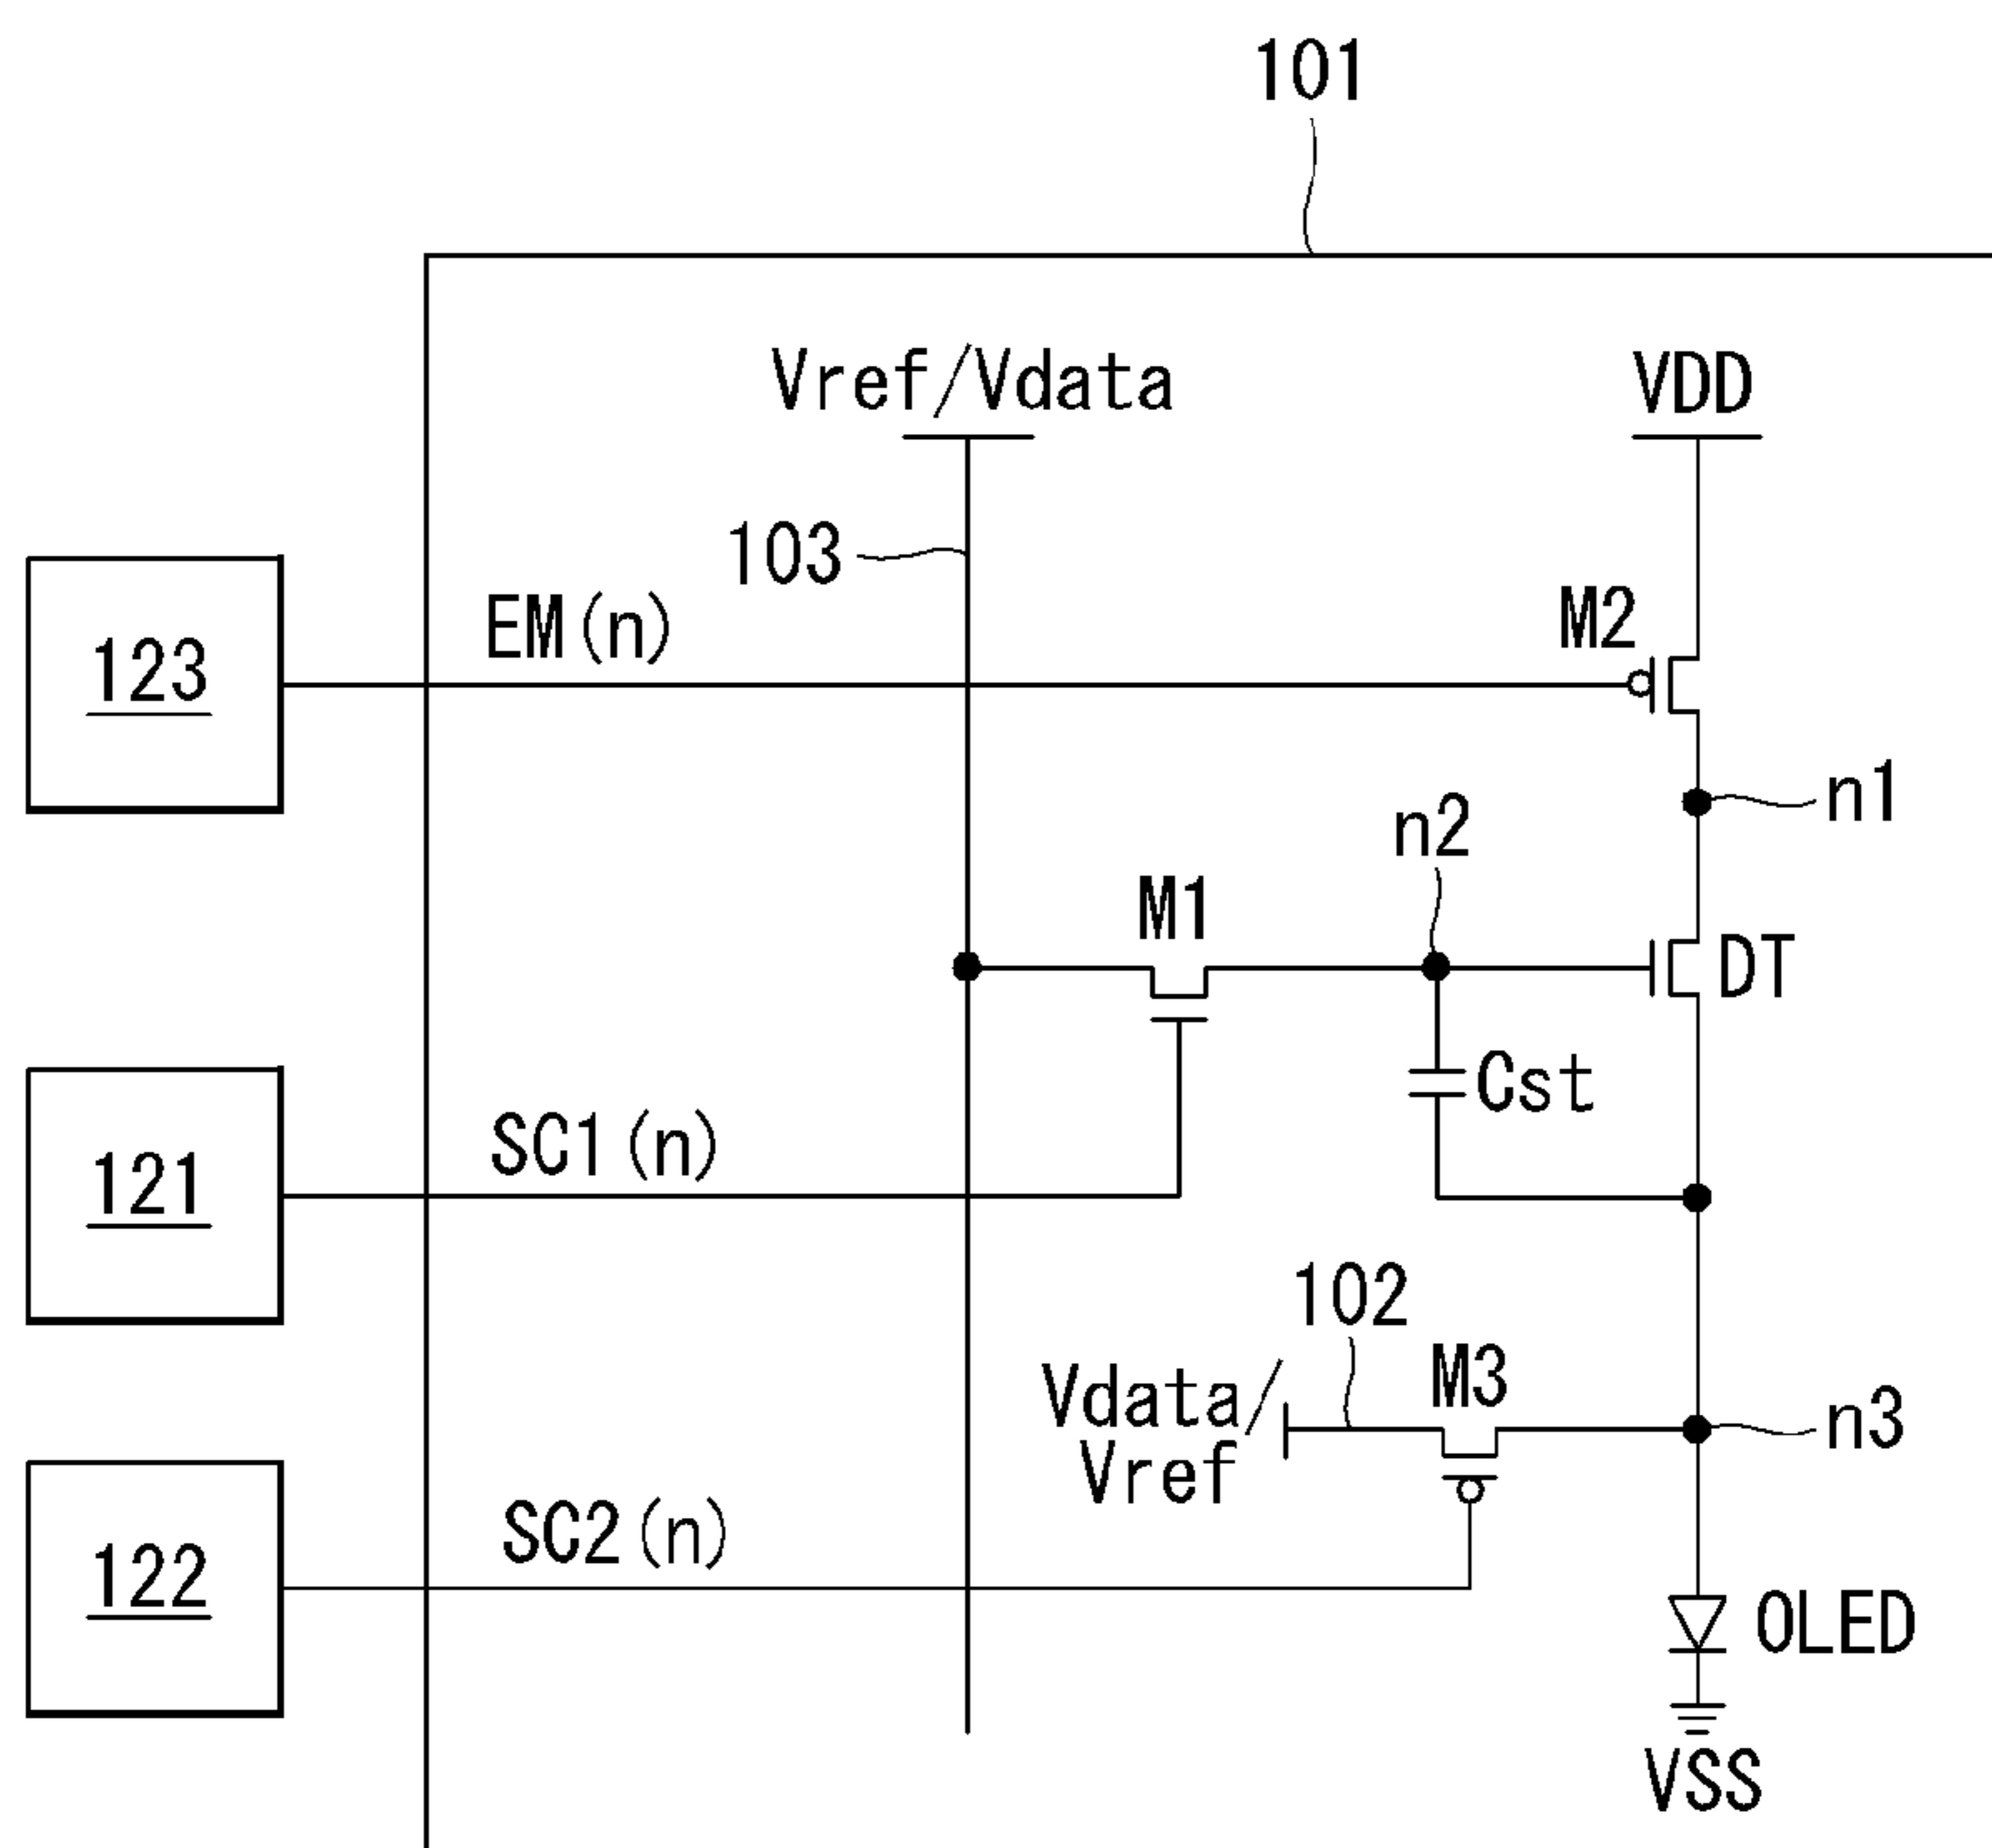 101
Vref/Vdata
VDD
103
EM(n)
M2
123
n1
n2
M1
DT
Cst
SC1(n)
121
102
M3
Vdata/
Vref
n3
SC2(n)
122
OLED
VSS